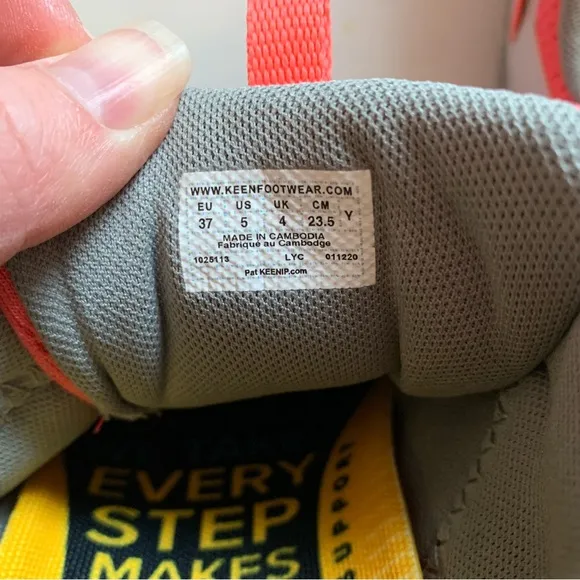 WWW.KEENFOOTWEAR.COM
EU US UK CM Y
37 5 4 23.5
MADE IN CAMBODIA
Fabriqué au Cambodge
1025113 LYC 011220
Pat KEENIP.com
EVERY
STEP
MAKES
SUPPORT